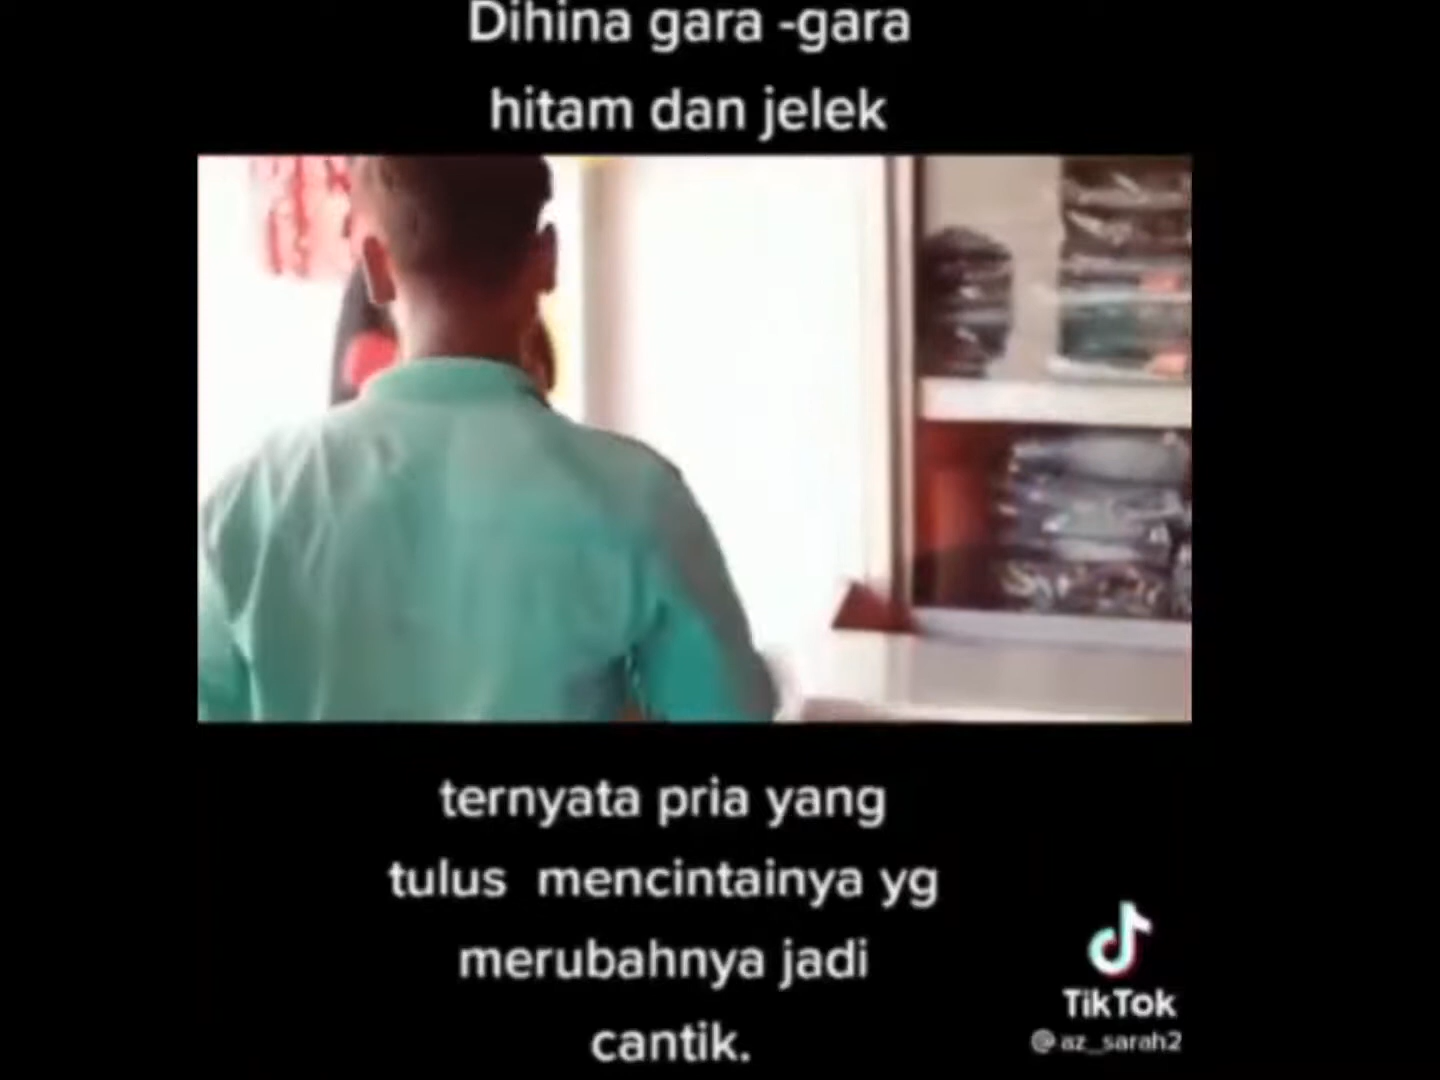 Dihina gara -gara
hitam dan jelek
ternyata pria yang
tulus mencintainya yg
merubahnya jadi
cantik.
TikTok
@az_sarah2